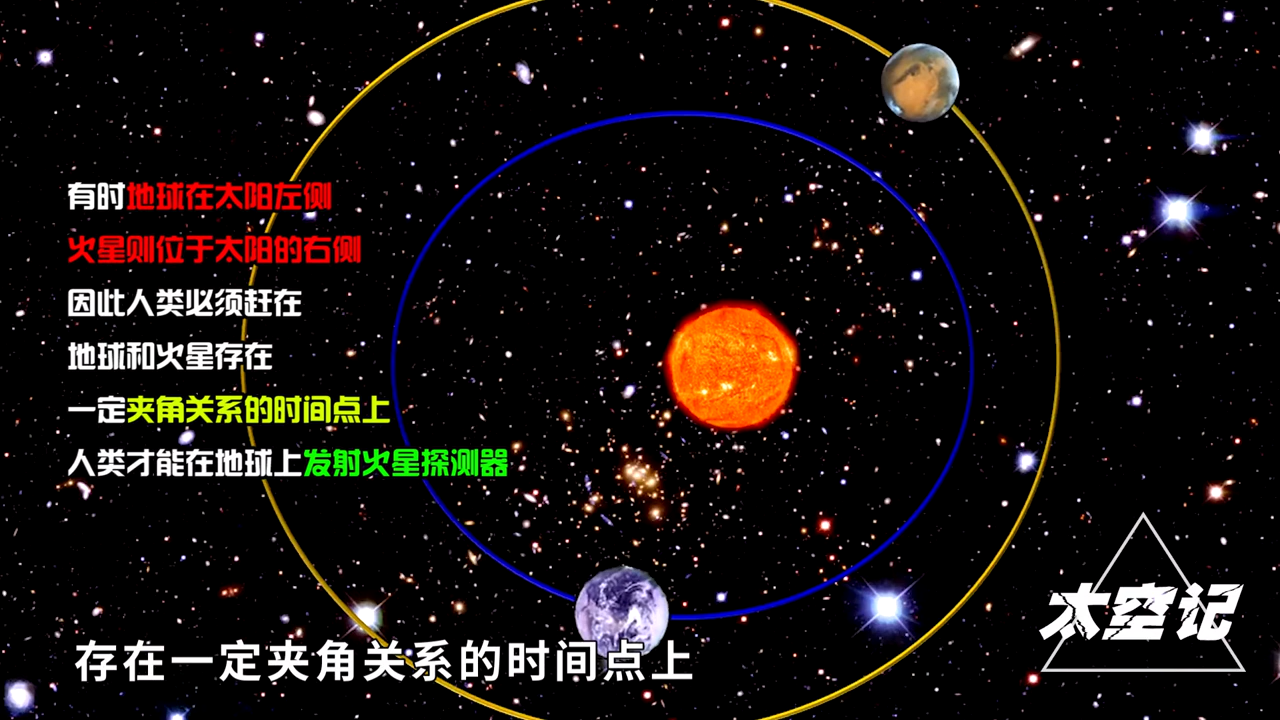 有时地球在太阳左侧
火星则位于太阳的右侧
因此人类必须赶在
地球和火星存在
一定夹角关系的时间点上
人类才能在地球上发射火星探测器
太空记
存在一定夹角关系的时间点上